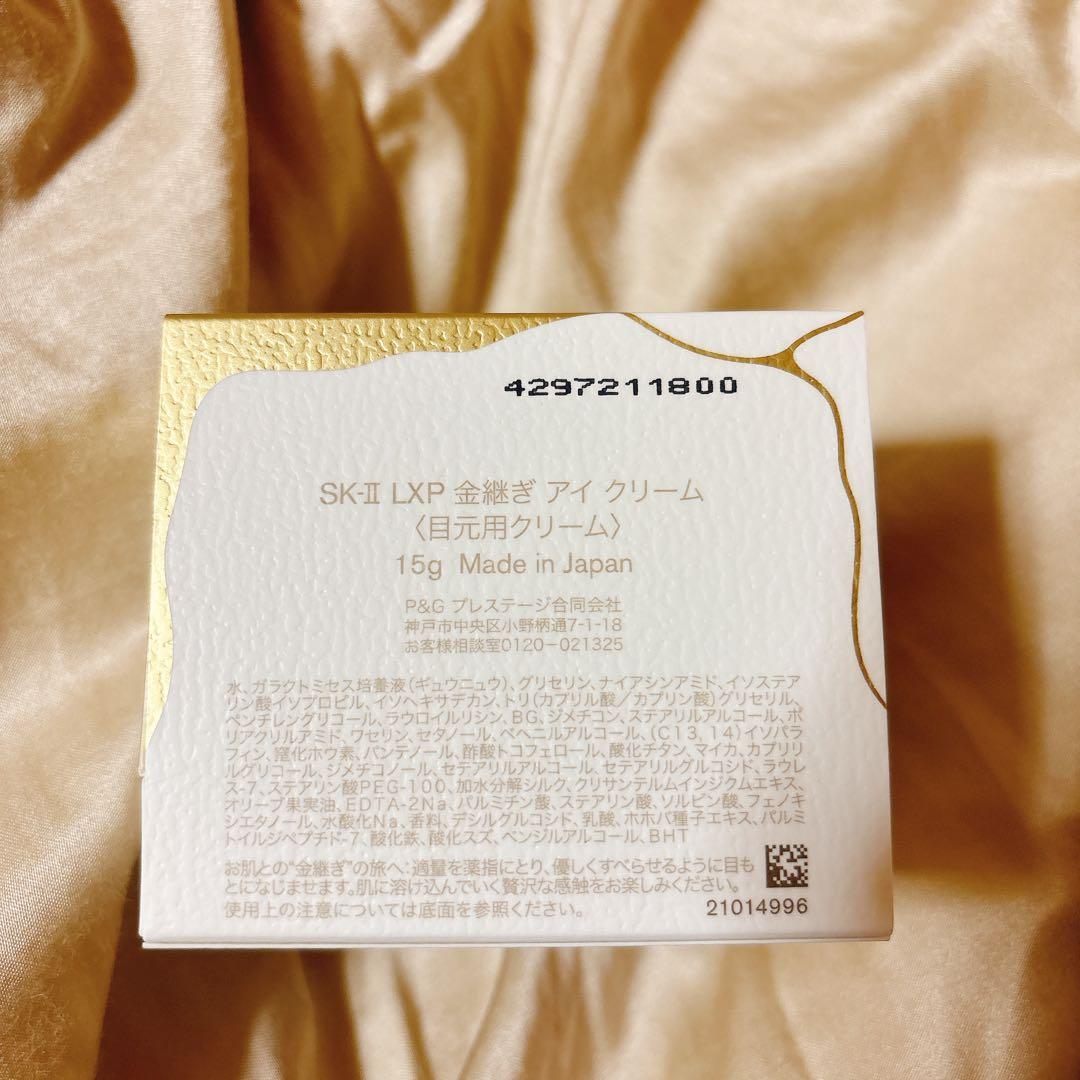 4297211800
SK-II LXP 金継ぎ アイ クリーム
〈目元用クリーム〉
15g Made in Japan
P&G プレステージ合同会社
神戸市中央区小野柄通7-1-18
お客様相談室0120-021325
水、ガラクトミセス培養液（ギュウニュウ）、グリセリン、ナイアシンアミド、イソステア
リン酸イソプロピル、イソヘキサデカン、トリ（カプリル酸／カプリン酸）グリセリル、
ペンチレングリコール、ラウロイルリシン、BG、ジメチコン、ステアリルアルコール、ポ
リアクリルアミド、ワセリン、セタノール、ベヘニルアルコール、（C13，14）イソパラ
フィン、窒化ホウ素、パンテノール、酢酸トコフェロール、酸化チタン、マイカ、カプリリ
ルグリコール、ジメチコノール、セテアリルアルコール、セテアリルグルコシド、ラウレ
ス-7、ステアリン酸PEG-100、加水分解シルク、クリサンテルムインジクムエキス、
オリーブ果実油、EDTA-2Na、パルミチン酸、ステアリン酸、ソルビン酸、フェノキ
シエタノール、水酸化Na、香料、デシルグルコシド、乳酸、ホホバ種子エキス、パルミ
トイルジペプチド-7、酸化鉄、酸化スズ、ベンジルアルコール、BHT
お肌との“金継ぎ”の旅へ：適量を薬指にとり、優しくすべらせるように目も
とになじませます。肌に溶け込んでいく贅沢な感触をお楽しみください。
使用上の注意については底面を参照ください。
21014996